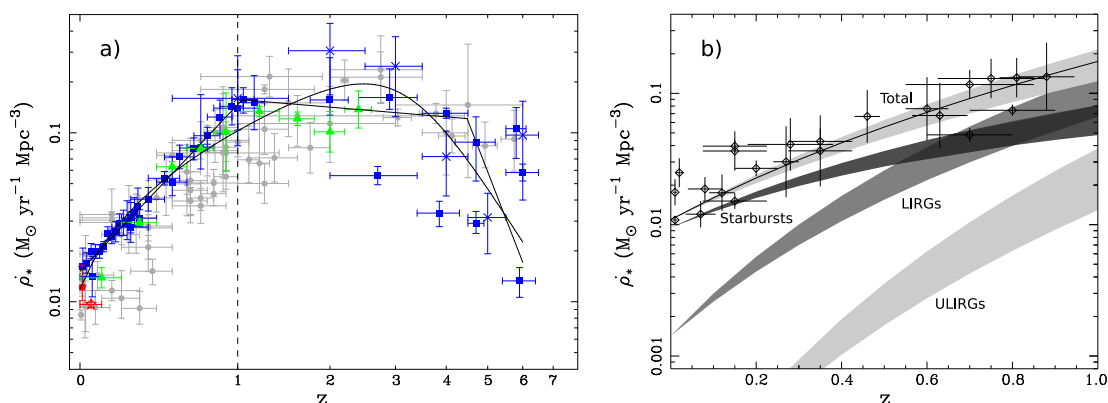 a)
0.1
0.01
ρ̇* (M⊙ yr−1 Mpc−3)
0 1 2 3 4 5 6 7
z
b)
Total
Starbursts
LIRGs
ULIRGs
0.1
0.01
0.001
ρ̇* (M⊙ yr−1 Mpc−3)
0.2 0.4 0.6 0.8 1.0
z